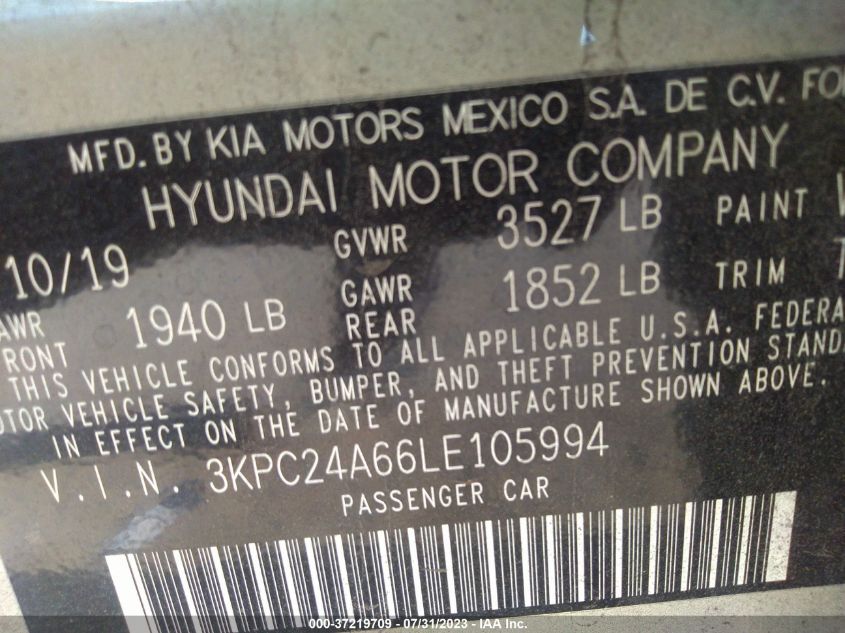 MFD. BY KIA MOTORS MEXICO S.A. DE C.V. FOR
HYUNDAI MOTOR COMPANY
10/19 GVWR 3527 LB PAINT
GAWR 1940 LB GAWR 1852 LB TRIM
FRONT REAR
THIS VEHICLE CONFORMS TO ALL APPLICABLE U.S.A. FEDERA
OTOR VEHICLE SAFETY, BUMPER, AND THEFT PREVENTION STAND
IN EFFECT ON THE DATE OF MANUFACTURE SHOWN ABOVE.
V.I.N. 3KPC24A66LE105994
PASSENGER CAR
000-37219709 - 07/31/2023 - IAA Inc.